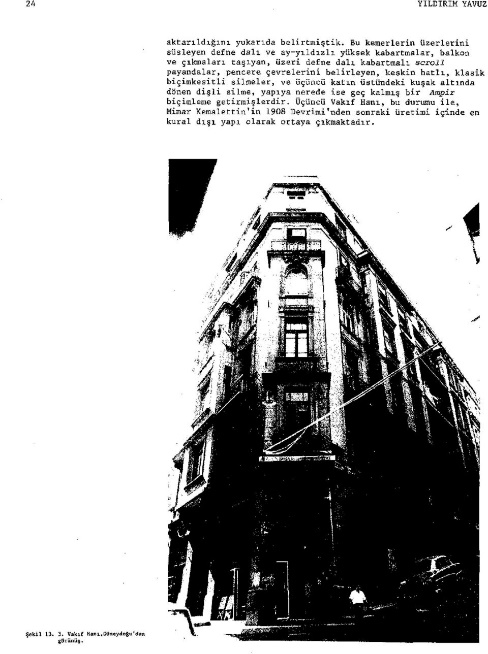 24
YILDIRIM YAVUZ
aktarıldığını yukarıda belirtmiştik. Bu kemerlerin üzerlerini
süsleyen defne dalı ve ay-yıldızlı yüksek kabartmalar, balkon
ve çıkmaları taşıyan, üzeri defne dalı kabartmalı scroll
payandalar, pencere çevrelerini belirleyen, keskin hatlı, klasik
biçimkesitli silmeler, ve üçüncü katın üstündeki kuşak altında
dönen dişli silme, yapıya nerede ise geç kalmış bir Ampir
biçimleme getirmişlerdir. Üçüncü Vakıf Hanı, bu durumu ile,
Mimar Kemalettin'in 1908 Devrimi'nden sonraki üretimi içinde en
kural dışı yapı olarak ortaya çıkmaktadır.
Şekil 13. 3. Vakıf Hanı,Güneydoğu'dan
görünüş.